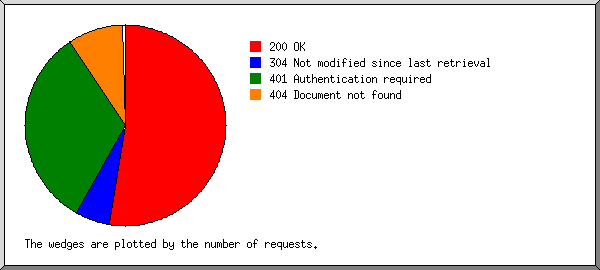 200 OK
304 Not modified since last retrieval
401 Authentication required
404 Document not found
The wedges are plotted by the number of requests.